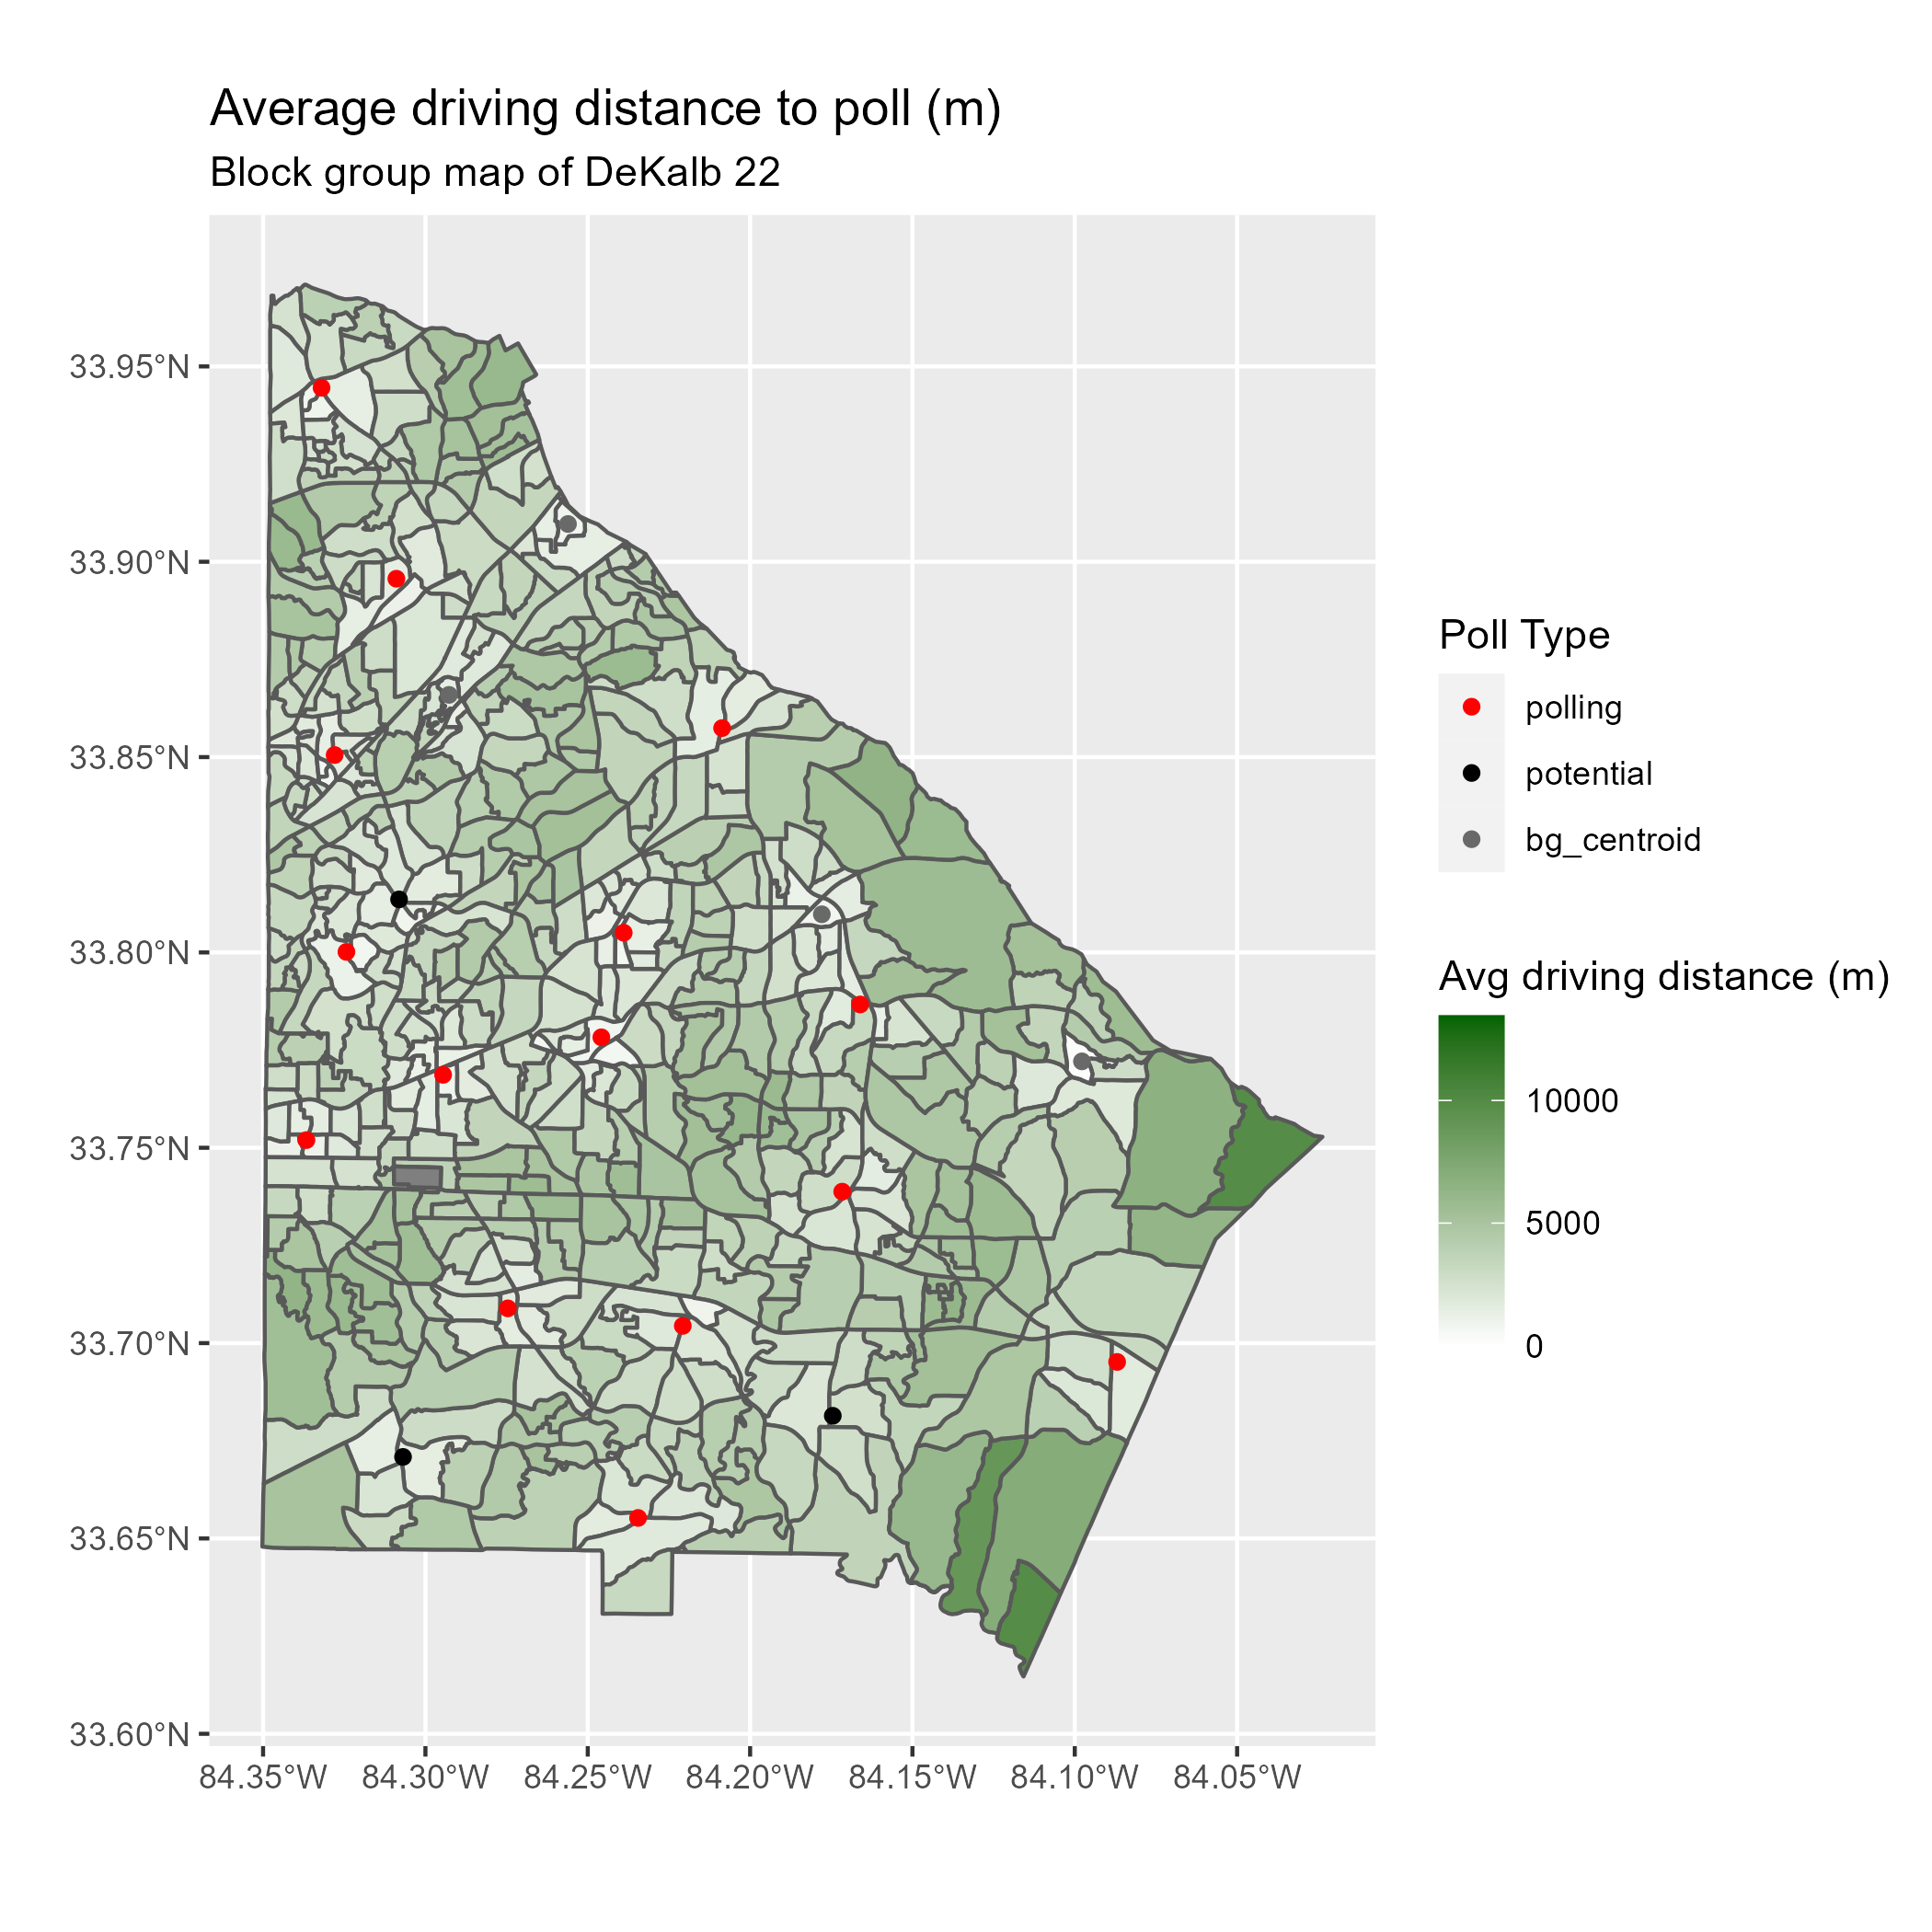 Average driving distance to poll (m)
Block group map of DeKalb 22
33.95°N
33.90°N
33.85°N
33.80°N
33.75°N
33.70°N
33.65°N
33.60°N
84.35°W 84.30°W 84.25°W 84.20°W 84.15°W 84.10°W 84.05°W
Poll Type
polling
potential
bg_centroid
Avg driving distance (m)
10000
5000
0